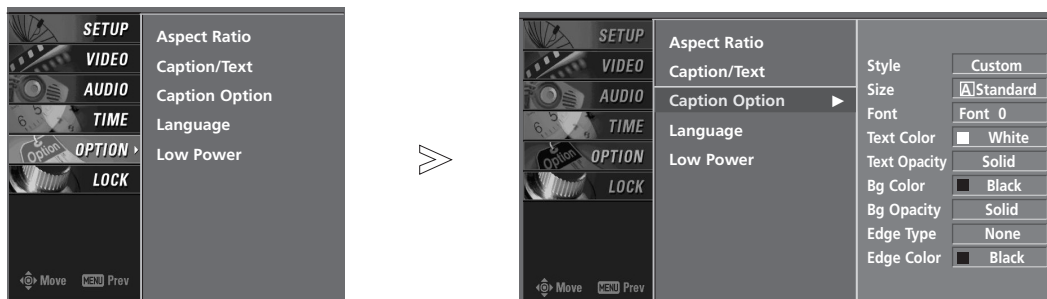 SETUP
VIDEO
AUDIO
TIME
OPTION
LOCK
Move MENU Prev
Aspect Ratio
Caption/Text
Caption Option
Language
Low Power
SETUP
VIDEO
AUDIO
TIME
OPTION
LOCK
Move MENU Prev
Aspect Ratio
Caption/Text
Caption Option
Language
Low Power
Style Custom
Size A Standard
Font Font 0
Text Color White
Text Opacity Solid
Bg Color Black
Bg Opacity Solid
Edge Type None
Edge Color Black